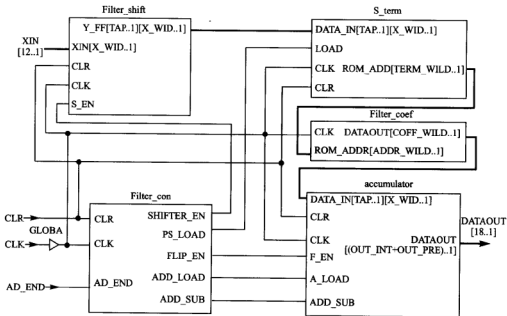 Filter_shift
Y_FF[TAP..1][X_WID..1]
XIN
[12..1]
XIN[X_WID..1]
CLR
CLK
S_EN
S_term
DATA_IN[TAP..1][X_WID..1]
LOAD
CLK
ROM_ADD[TERM_WILD..1]
CLR
Filter_coef
CLK
DATAOUT[COFF_WILD..1]
ROM_ADDR[ADDR_WILD..1]
Filter_con
CLR
GLOBA
CLK
AD_END
CLR
CLK
AD_END
SHIFTER_EN
PS_LOAD
FLIP_EN
ADD_LOAD
ADD_SUB
accumulator
DATA_IN[TAP..1][X_WID..1]
CLR
CLK
F_EN
A_LOAD
ADD_SUB
DATAOUT
[(OUT_INT+OUT_PRE)..1]
DATAOUT
[18..1]